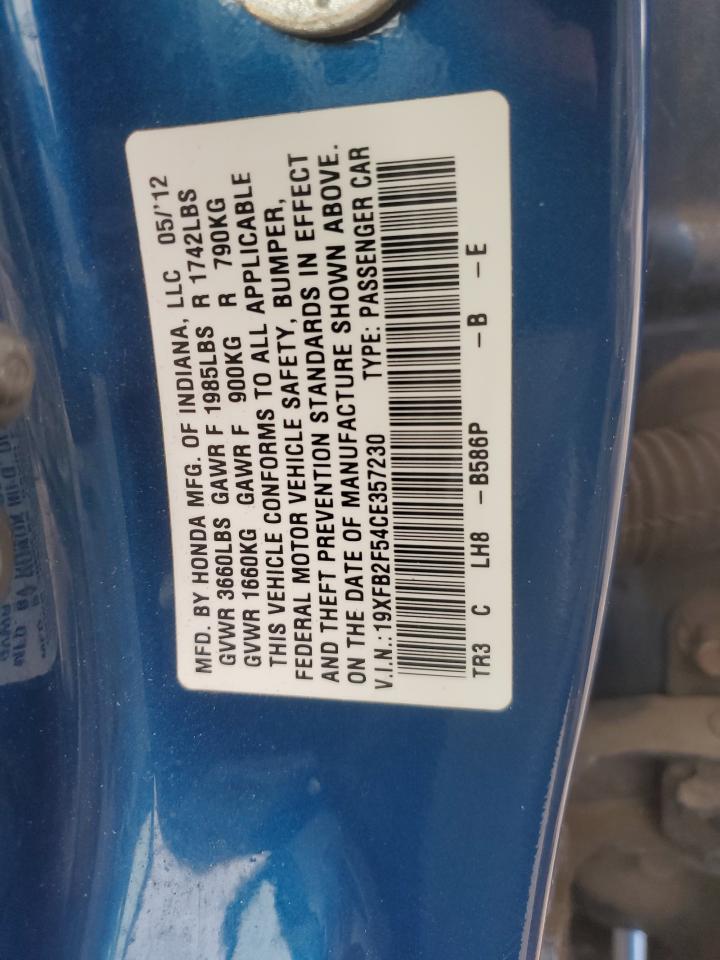 MFD. BY HONDA MFG. OF INDIANA, LLC 05/'12
GVWR 3660LBS GAWR F 1985LBS R 1742LBS
GVWR 1660KG GAWR F 900KG R 790KG
THIS VEHICLE CONFORMS TO ALL APPLICABLE
FEDERAL MOTOR VEHICLE SAFETY, BUMPER,
AND THEFT PREVENTION STANDARDS IN EFFECT
ON THE DATE OF MANUFACTURE SHOWN ABOVE.
V.I.N.:19XFB2F54CE357230 TYPE: PASSENGER CAR
TR3 C LH8 -B586P -B -E